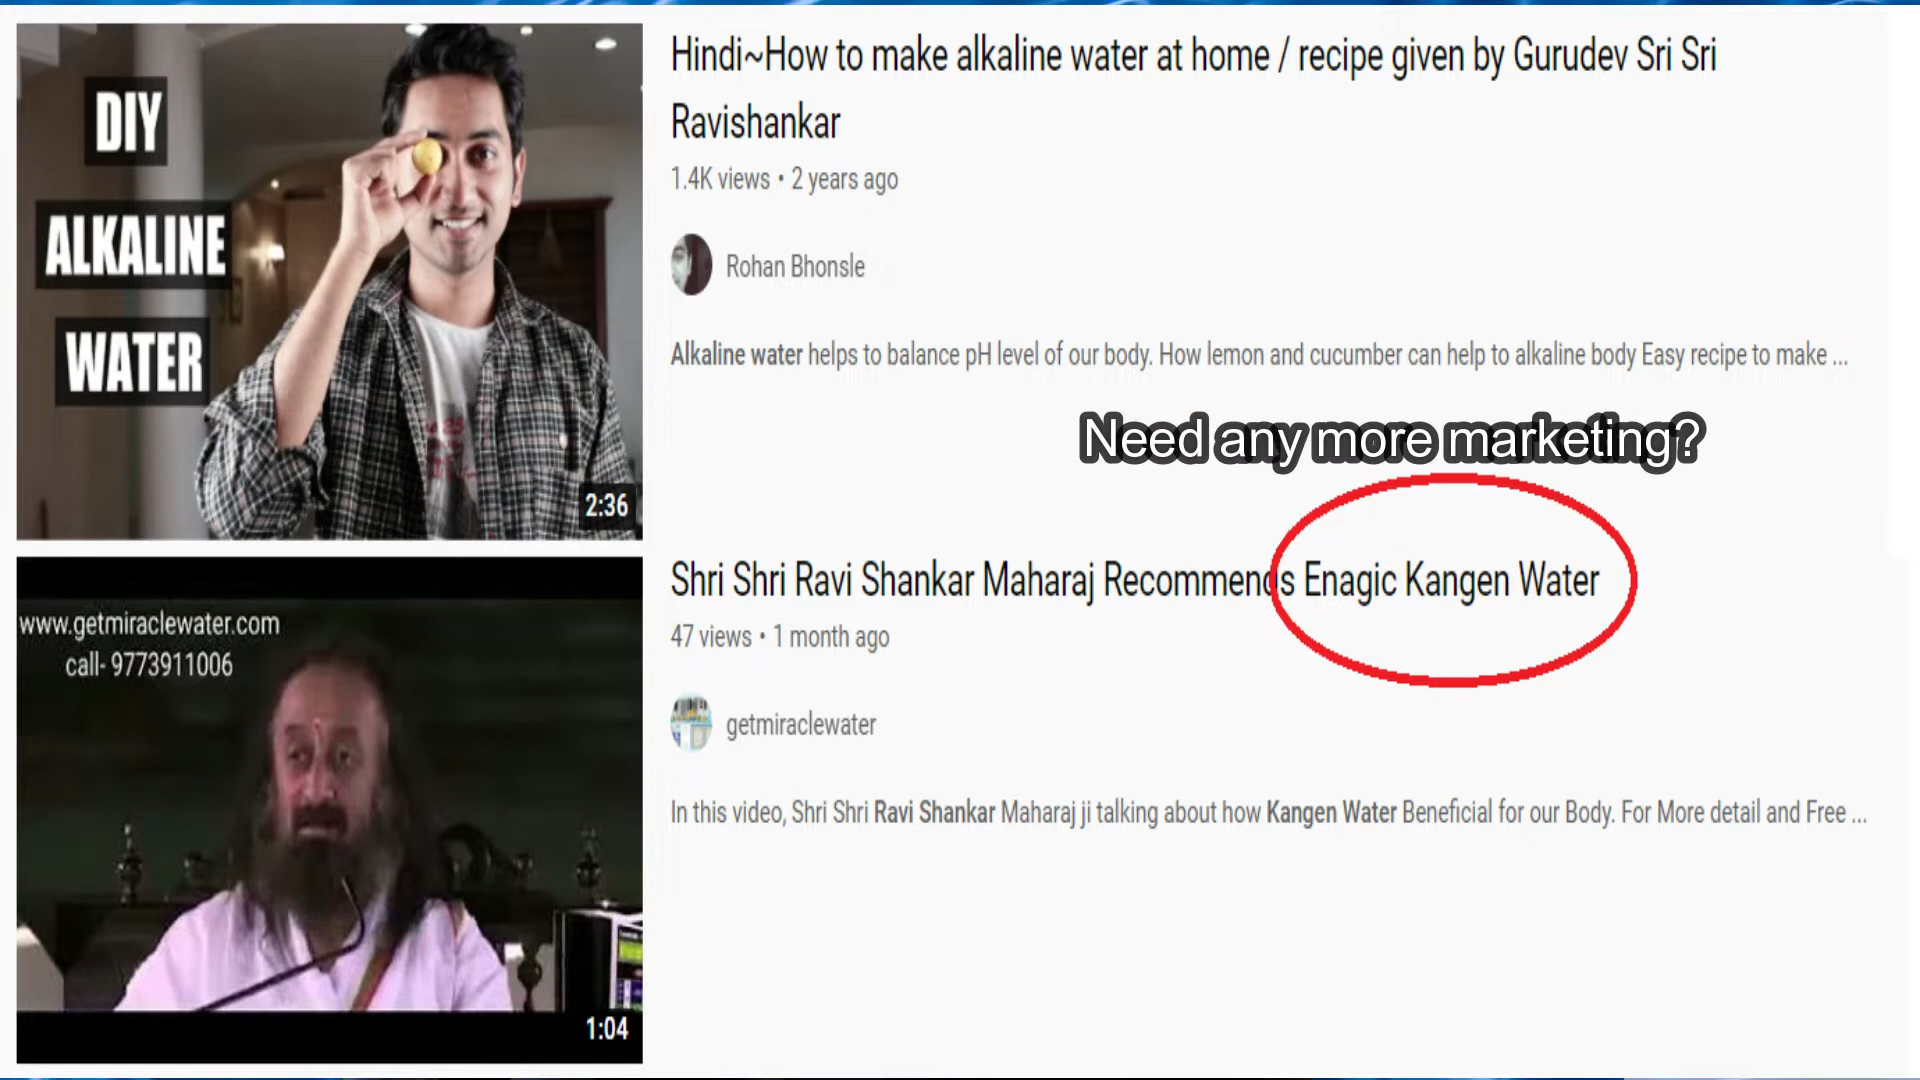 DIY
ALKALINE
WATER
2:36
Hindi~How to make alkaline water at home / recipe given by Gurudev Sri Sri
Ravishankar
1.4K views • 2 years ago
Rohan Bhonsle
Alkaline water helps to balance pH level of our body. How lemon and cucumber can help to alkaline body Easy recipe to make ...
Need any more marketing?
www.getmiraclewater.com
call- 9773911006
1:04
Shri Shri Ravi Shankar Maharaj Recommends Enagic Kangen Water
47 views • 1 month ago
getmiraclewater
In this video, Shri Shri Ravi Shankar Maharaj ji talking about how Kangen Water Beneficial for our Body. For More detail and Free ...